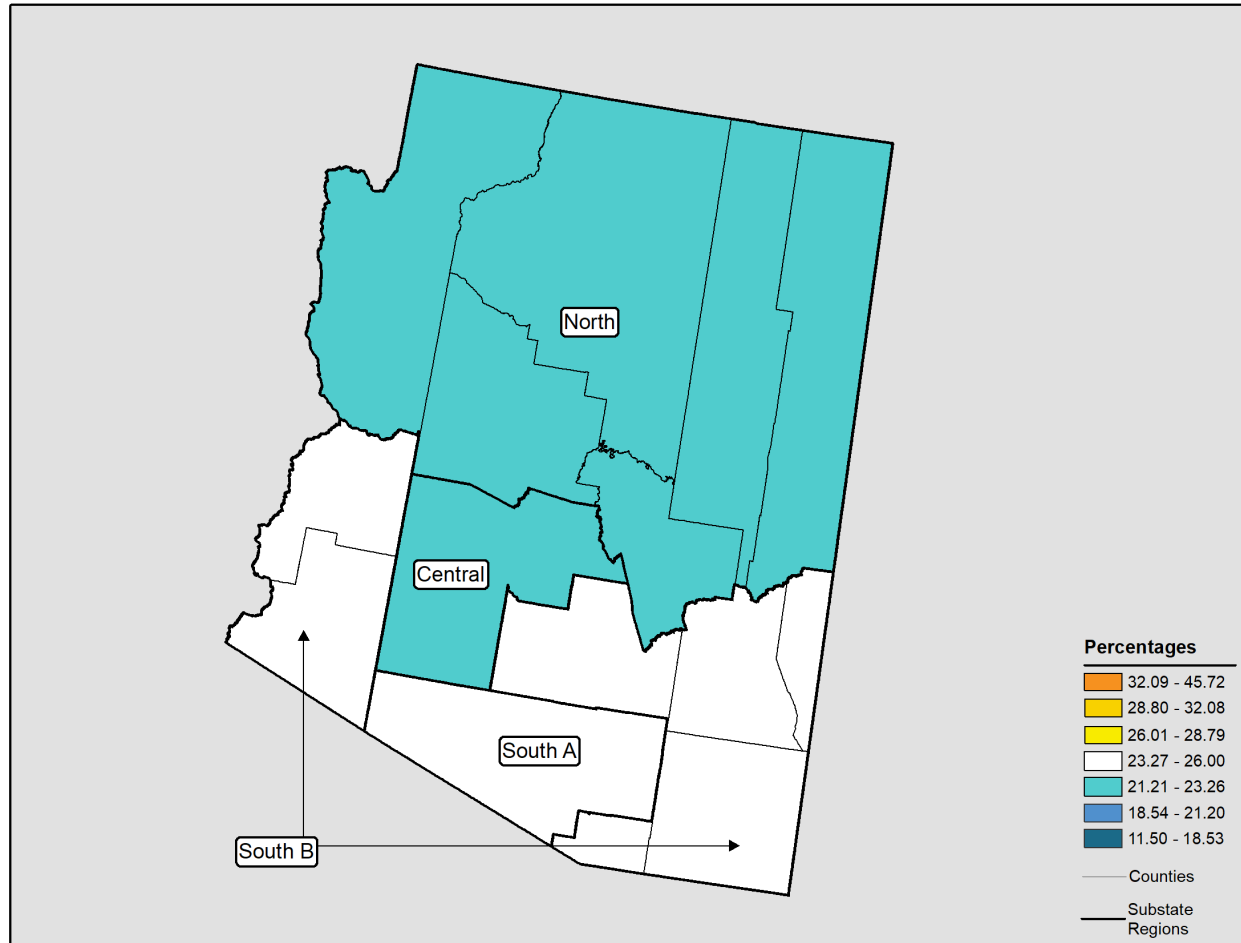 North
Central
South A
South B
Percentages
32.09 - 45.72
28.80 - 32.08
26.01 - 28.79
23.27 - 26.00
21.21 - 23.26
18.54 - 21.20
11.50 - 18.53
Counties
Substate
Regions